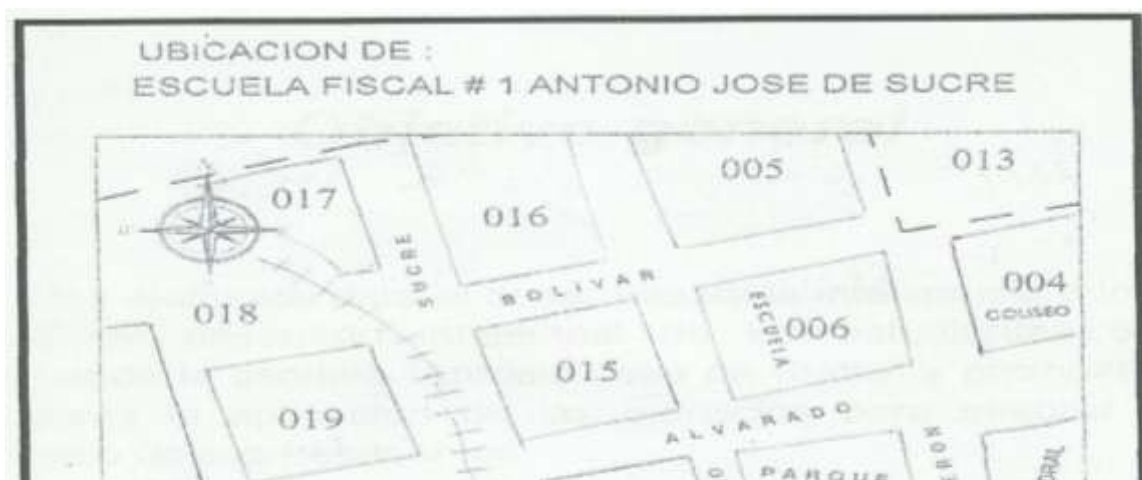 UBICACION DE :
ESCUELA FISCAL # 1 ANTONIO JOSE DE SUCRE
005
013
017
016
SUCRE
BOLIVAR
004
COLISEO
018
ESCUELA
006
015
019
ALVARADO
PARQUE